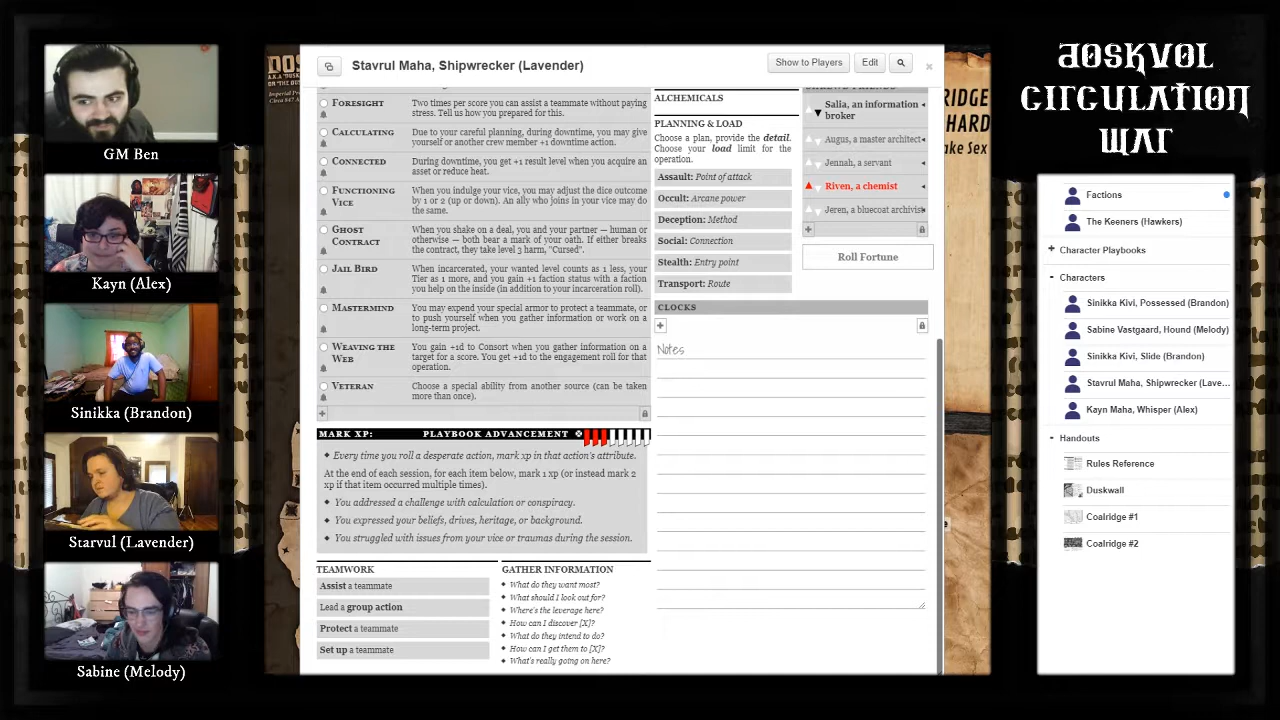 GM Ben
Kayn (Alex)
Sinikka (Brandon)
Starvul (Lavender)
Sabine (Melody)
Stavrul Maha, Shipwrecker (Lavender)
Show to Players
Edit
×
Foresight
Two times per score you can assist a teammate without paying
stress. Tell us how you prepared for this.
Calculating
Due to your careful planning, during downtime, you may give
yourself or another crew member +1 downtime action.
Connected
During downtime, you get +1 result level when you acquire an
asset or reduce heat.
Functioning
Vice
When you indulge your vice, you may adjust the dice outcome
by 1 or 2 (up or down). An ally who joins in your vice may do
the same.
Ghost
Contract
When you shake on a deal, you and your partner — human or
otherwise — both bear a mark of your oath. If either breaks
the contract, they take level 3 harm, "Cursed".
Jail Bird
When incarcerated, your wanted level counts as 1 less, your
Tier as 1 more, and you gain +1 faction status with a faction
you help on the inside (in addition to your incarceration roll).
Mastermind
You may expend your special armor to protect a teammate, or
to push yourself when you gather information or work on a
long-term project.
Weaving the
Web
You gain +1d to Consort when you gather information on a
target for a score. You get +1d to the engagement roll for that
operation.
Veteran
Choose a special ability from another source (can be taken
more than once).
+
MARK XP:
PLAYBOOK ADVANCEMENT
Every time you roll a desperate action, mark xp in that action's attribute.
At the end of each session, for each item below, mark 1 xp (or instead mark 2
xp if that item occurred multiple times).
You addressed a challenge with calculation or conspiracy.
You expressed your beliefs, drives, heritage, or background.
You struggled with issues from your vice or traumas during the session.
TEAMWORK
Assist a teammate
Lead a group action
Protect a teammate
Set up a teammate
GATHER INFORMATION
What do they want most?
What should I look out for?
Where's the leverage here?
How can I discover [X]?
What do they intend to do?
How can I get them to [X]?
What's really going on here?
ALCHEMICALS
PLANNING & LOAD
Choose a plan, provide the detail.
Choose your load limit for the
operation.
Assault: Point of attack
Occult: Arcane power
Deception: Method
Social: Connection
Stealth: Entry point
Transport: Route
SHREWD FRIENDS
Salia, an information
broker
Augus, a master architect
Jennah, a servant
Riven, a chemist
Jeren, a bluecoat archivist
+
Roll Fortune
CLOCKS
+
Notes
DOSKVOL
CIRCULATION
WAR
Factions
The Keeners (Hawkers)
Character Playbooks
Characters
Sinikka Kivi, Possessed (Brandon)
Sabine Vastgaard, Hound (Melody)
Sinikka Kivi, Slide (Brandon)
Stavrul Maha, Shipwrecker (Lave...
Kayn Maha, Whisper (Alex)
Handouts
Rules Reference
Duskwall
Coalridge #1
Coalridge #2